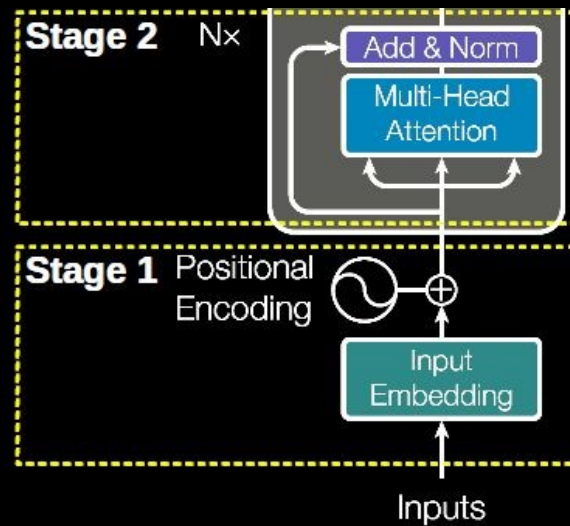 Stage 2 Nx
Add & Norm
Multi-Head
Attention
Stage 1 Positional
Encoding
Input
Embedding
Inputs